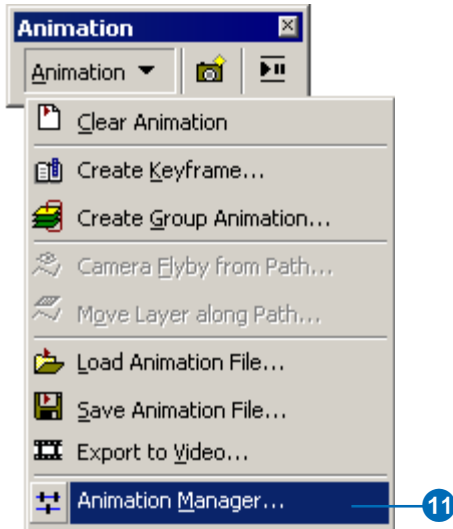 Animation
Animation
Clear Animation
Create Keyframe...
Create Group Animation...
Camera Flyby from Path...
Move Layer along Path...
Load Animation File...
Save Animation File...
Export to Video...
Animation Manager... 11